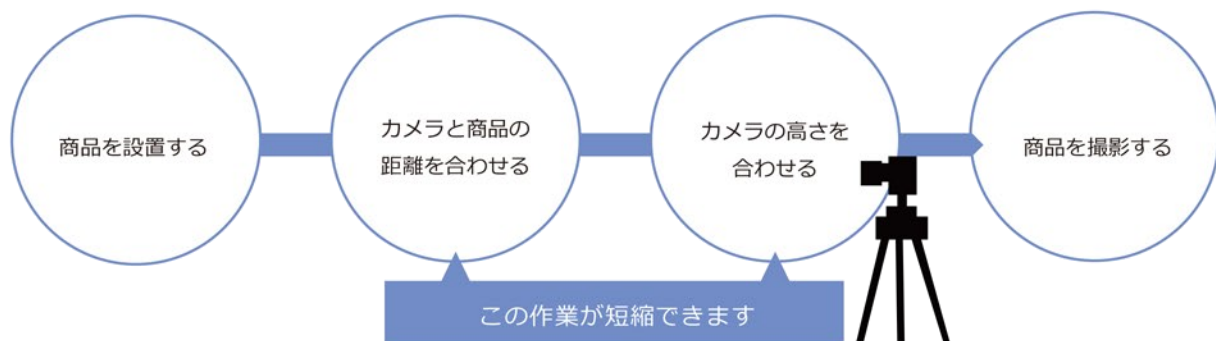 商品を設置する
カメラと商品の
距離を合わせる
カメラの高さを
合わせる
商品を撮影する
この作業が短縮できます